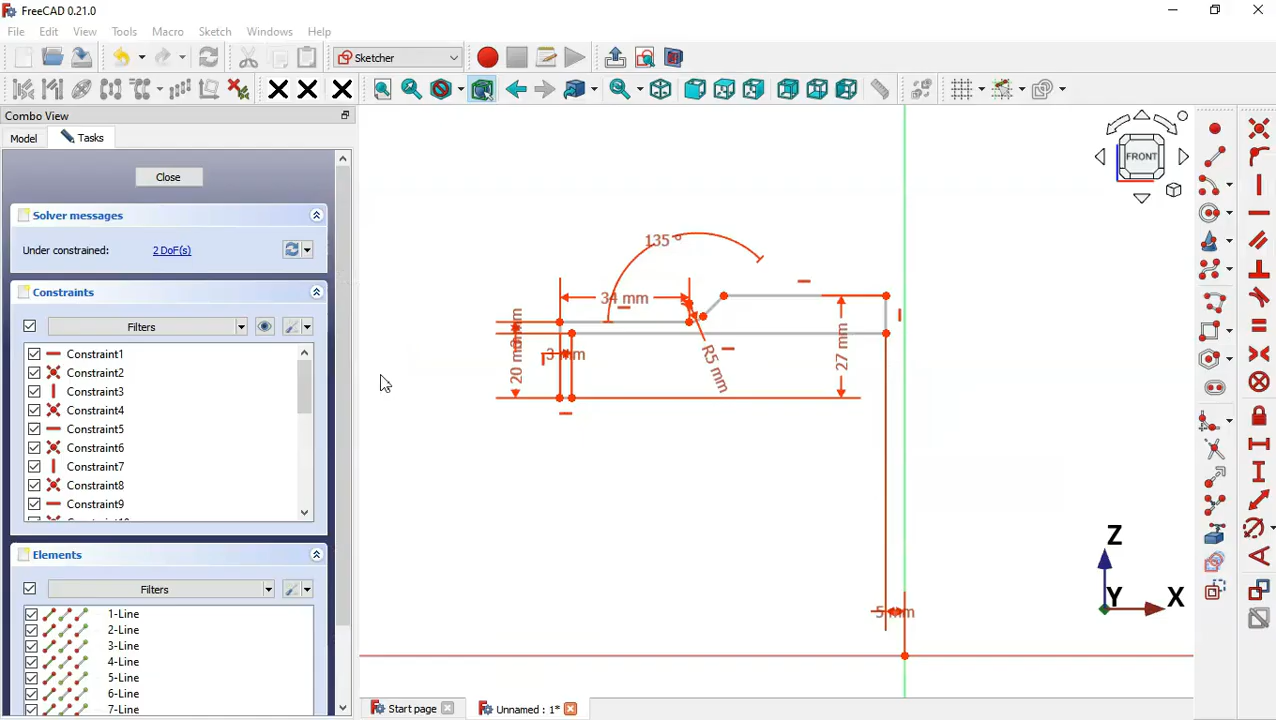 FreeCAD 0.21.0
File Edit View Tools Macro Sketch Windows Help
Sketcher
Combo View
Model Tasks
Close
Solver messages
Under constrained: 2 DoF(s)
Constraints
Filters
Constraint1
Constraint2
Constraint3
Constraint4
Constraint5
Constraint6
Constraint7
Constraint8
Constraint9
Elements
Filters
1-Line
2-Line
3-Line
4-Line
5-Line
6-Line
7-Line
FRONT
135 °
34 mm
3 mm
20 mm
R5 mm
27 mm
5 mm
Z
Y X
Start page Unnamed : 1*